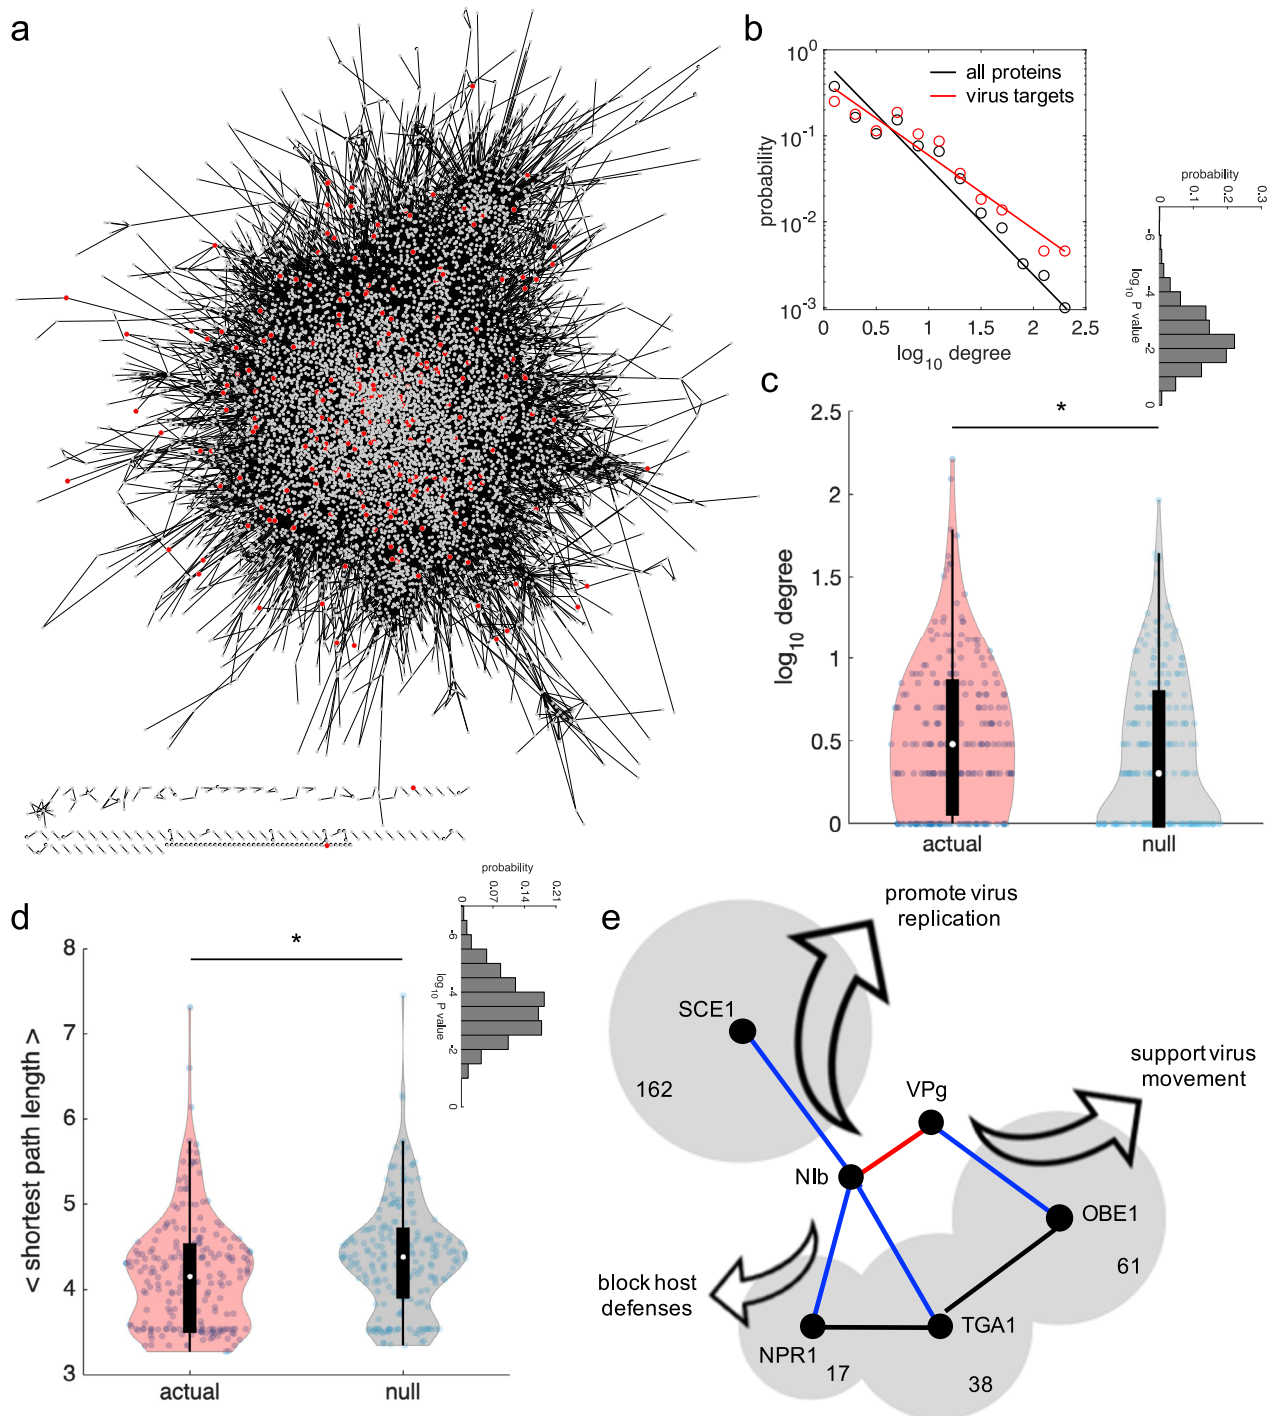 a
b
10^0
10^-1
10^-2
10^-3
probability
all proteins
virus targets
0
0.5
1
1.5
2
2.5
log10 degree
probability
0
0.1
0.2
0.3
-6
-4
-2
0
log10 P value
c
*
2.5
2
1.5
1
0.5
0
log10 degree
actual
null
d
*
8
7
6
5
4
3
< shortest path length >
actual
null
probability
0
0.07
0.14
0.21
-6
-4
-2
0
log10 P value
e
promote virus
replication
SCE1
162
VPg
support virus
movement
NIb
OBE1
61
block host
defenses
NPR1
17
TGA1
38